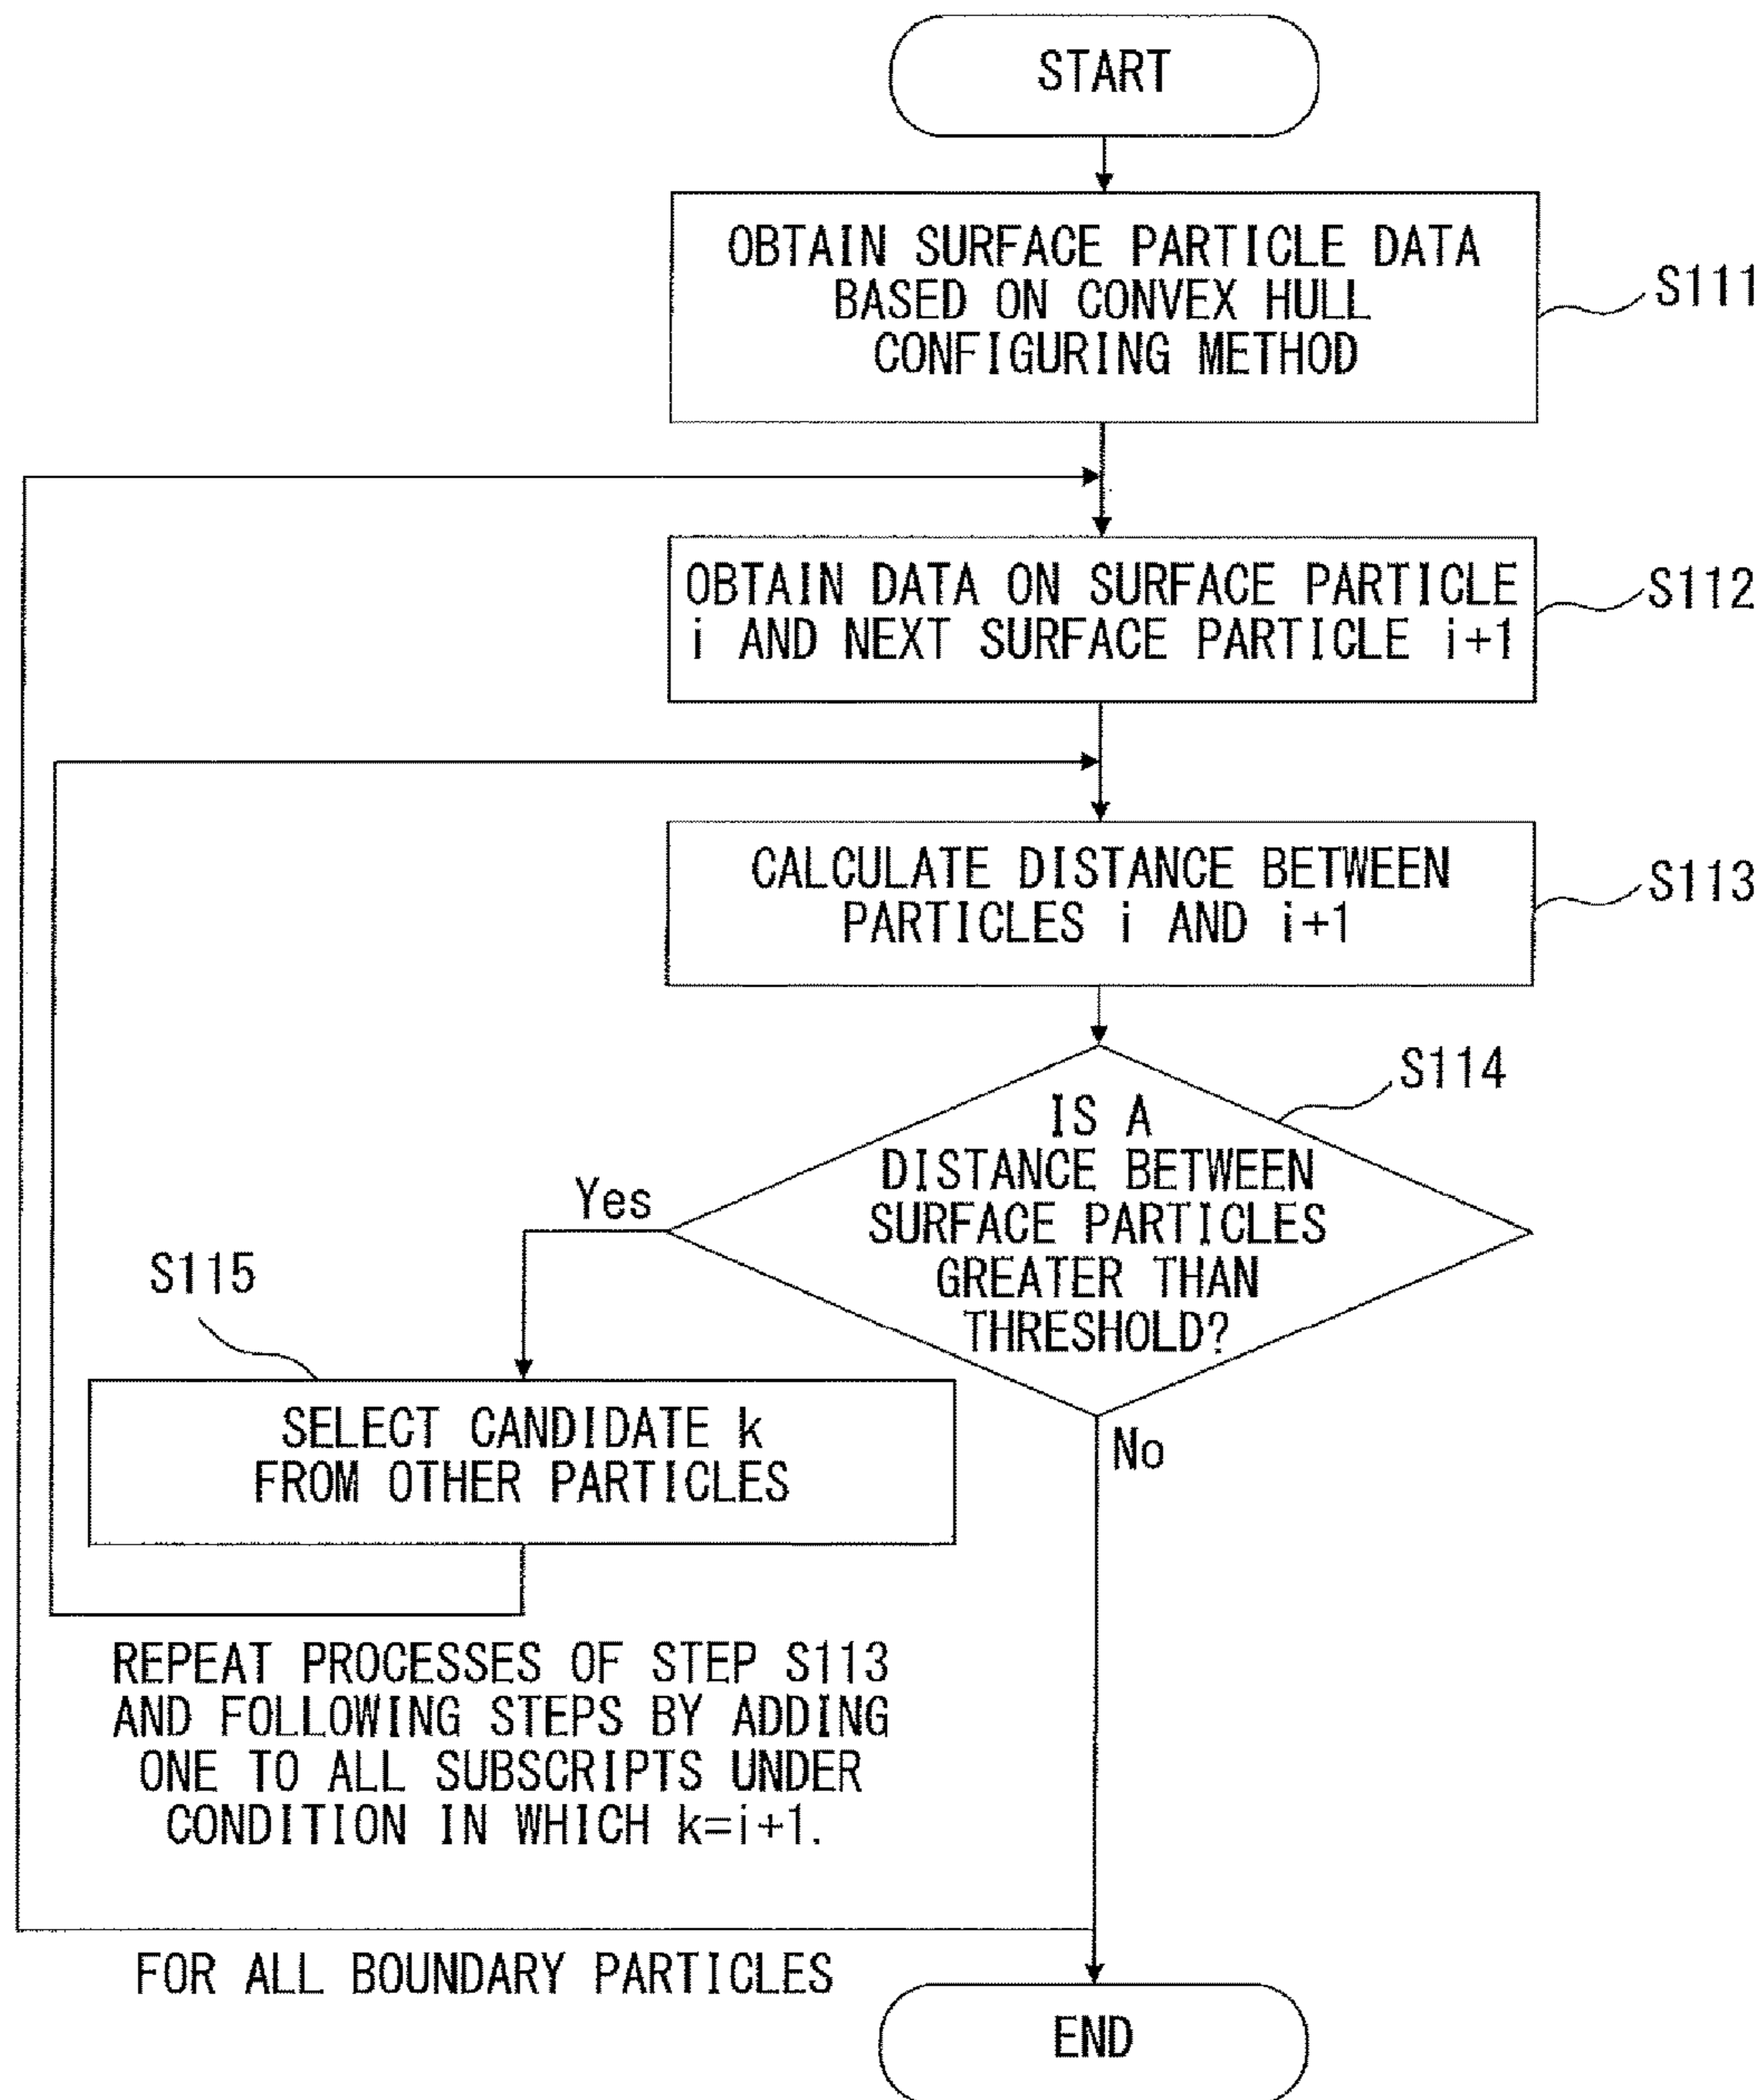 START
OBTAIN SURFACE PARTICLE DATA
BASED ON CONVEX HULL
CONFIGURING METHOD
S111
OBTAIN DATA ON SURFACE PARTICLE
i AND NEXT SURFACE PARTICLE i+1
S112
CALCULATE DISTANCE BETWEEN
PARTICLES i AND i+1
S113
S114
IS A
DISTANCE BETWEEN
SURFACE PARTICLES
GREATER THAN
THRESHOLD?
Yes
S115
SELECT CANDIDATE k
FROM OTHER PARTICLES
No
REPEAT PROCESSES OF STEP S113
AND FOLLOWING STEPS BY ADDING
ONE TO ALL SUBSCRIPTS UNDER
CONDITION IN WHICH k=i+1.
FOR ALL BOUNDARY PARTICLES
END